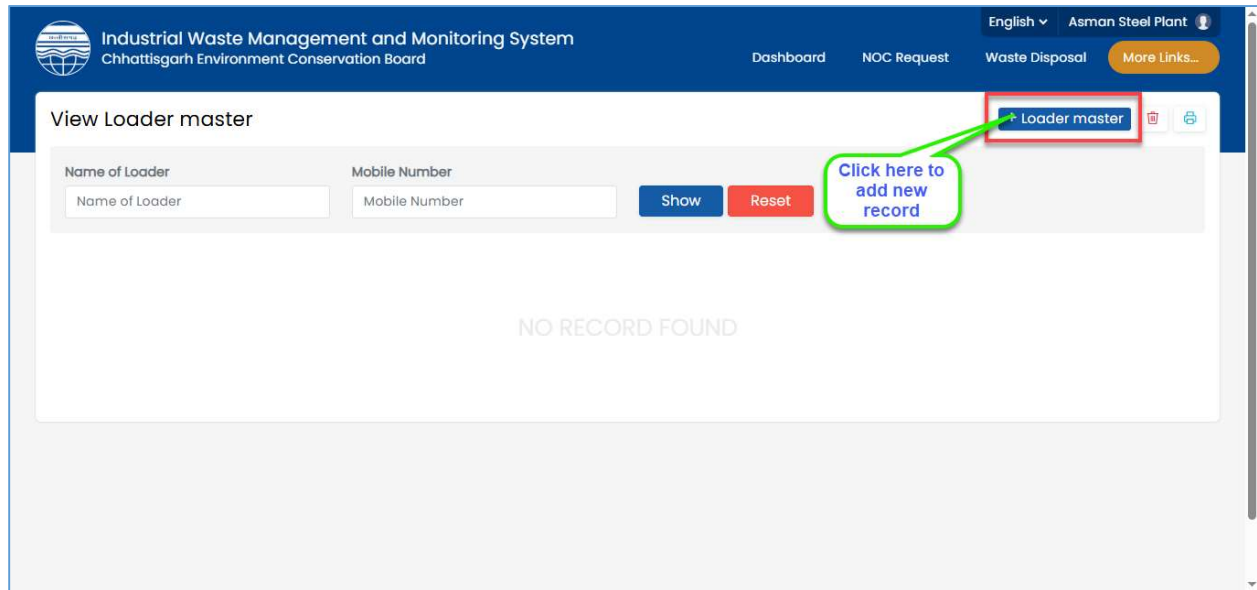 English
Asman Steel Plant
Industrial Waste Management and Monitoring System
Chhattisgarh Environment Conservation Board
Dashboard
NOC Request
Waste Disposal
More Links...
View Loader master
+ Loader master
Name of Loader
Mobile Number
Name of Loader
Mobile Number
Show
Reset
Click here to
add new
record
NO RECORD FOUND